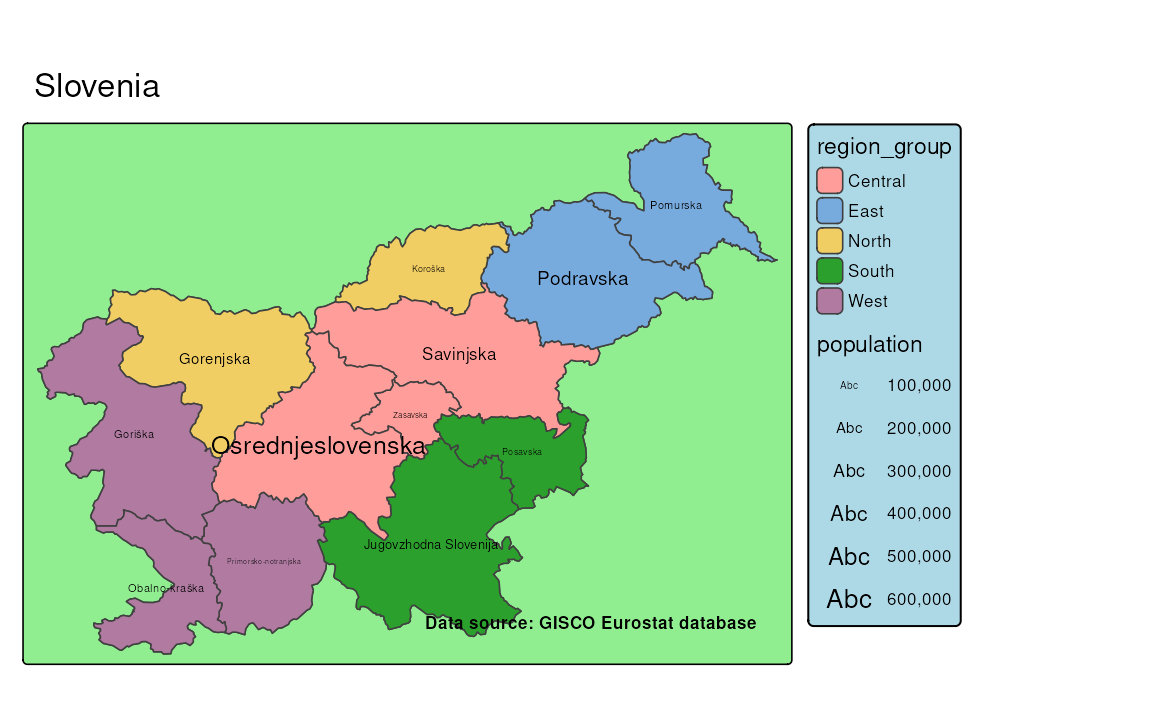 Slovenia
Pomurska
Koroška
Podravska
Savinjska
Gorenjska
Zasavska
Goriška
Osrednjeslovenska
Posavska
Jugovzhodna Slovenija
Primorsko-notranjska
Obalno-kraška
Data source: GISCO Eurostat database
region_group
Central
East
North
South
West
population
Abc 100,000
Abc 200,000
Abc 300,000
Abc 400,000
Abc 500,000
Abc 600,000